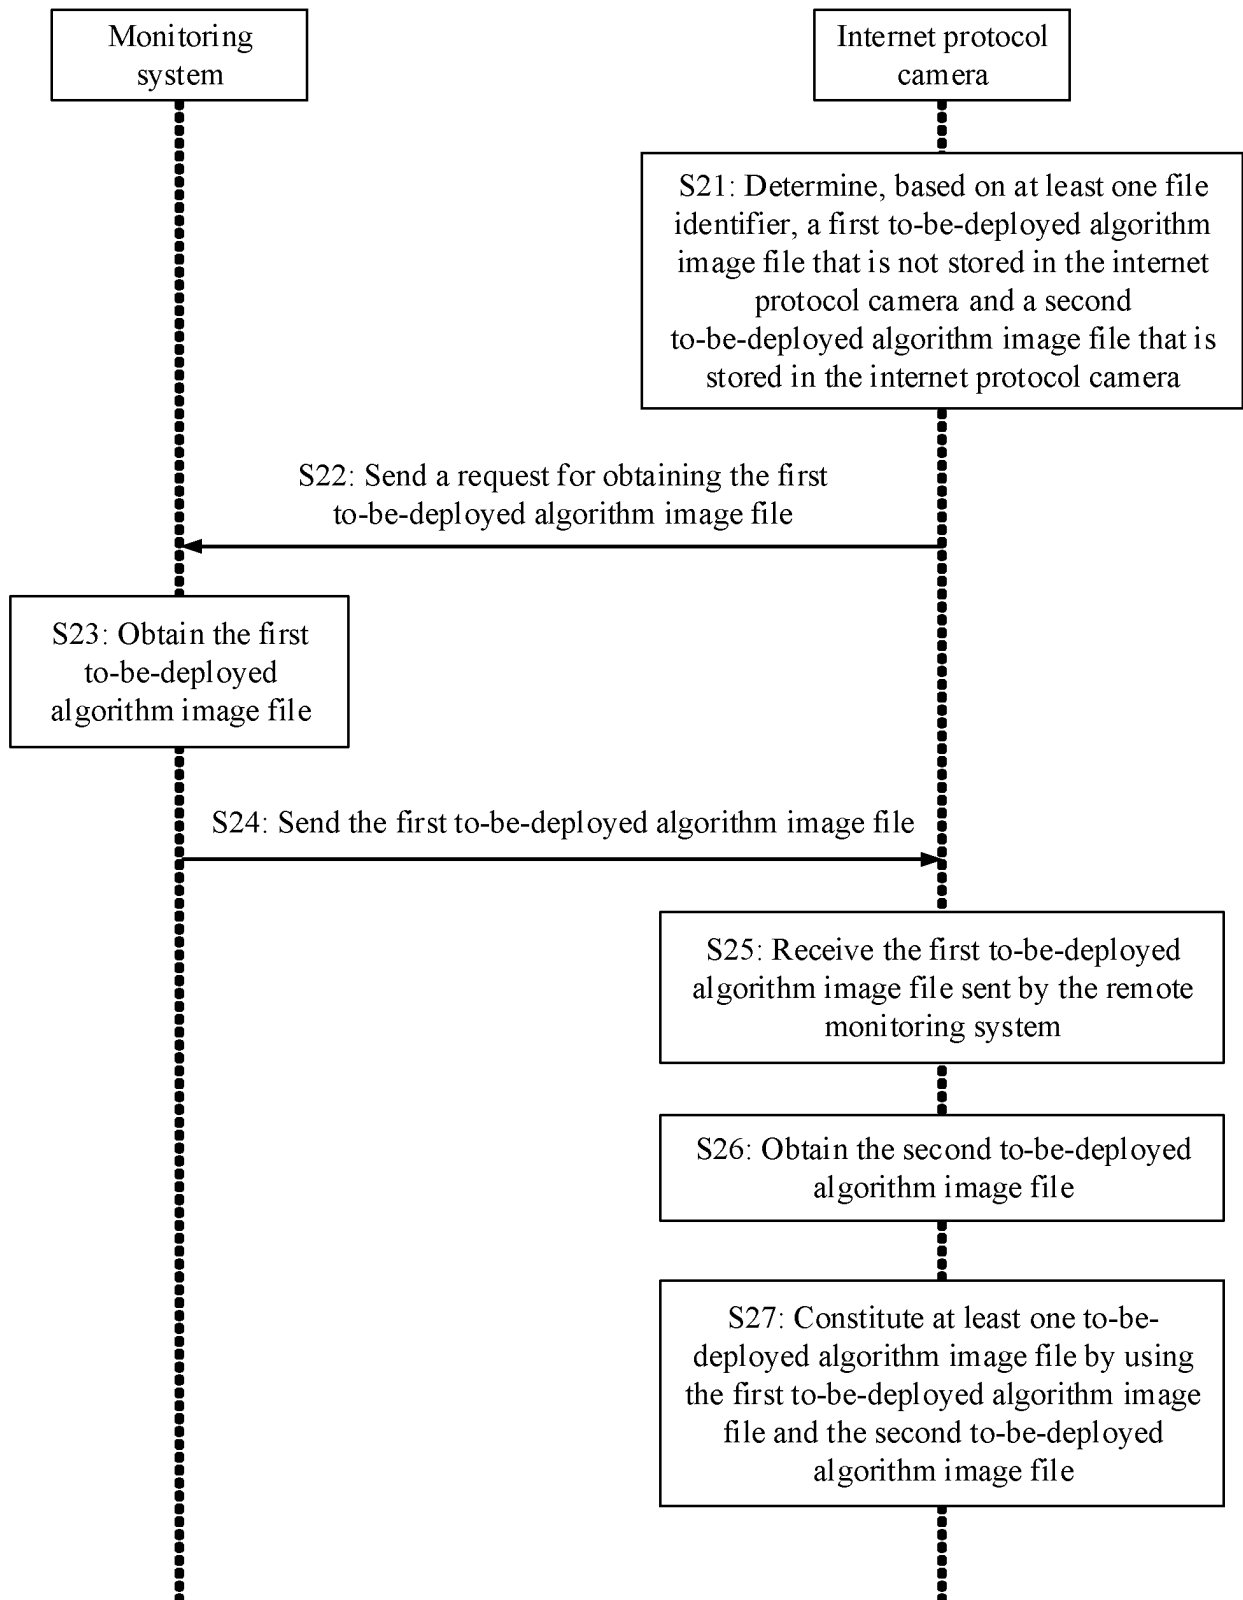 Monitoring
system
Internet protocol
camera
S21: Determine, based on at least one file
identifier, a first to-be-deployed algorithm
image file that is not stored in the internet
protocol camera and a second
to-be-deployed algorithm image file that is
stored in the internet protocol camera
S22: Send a request for obtaining the first
to-be-deployed algorithm image file
S23: Obtain the first
to-be-deployed
algorithm image file
S24: Send the first to-be-deployed algorithm image file
S25: Receive the first to-be-deployed
algorithm image file sent by the remote
monitoring system
S26: Obtain the second to-be-deployed
algorithm image file
S27: Constitute at least one to-be-
deployed algorithm image file by using
the first to-be-deployed algorithm image
file and the second to-be-deployed
algorithm image file